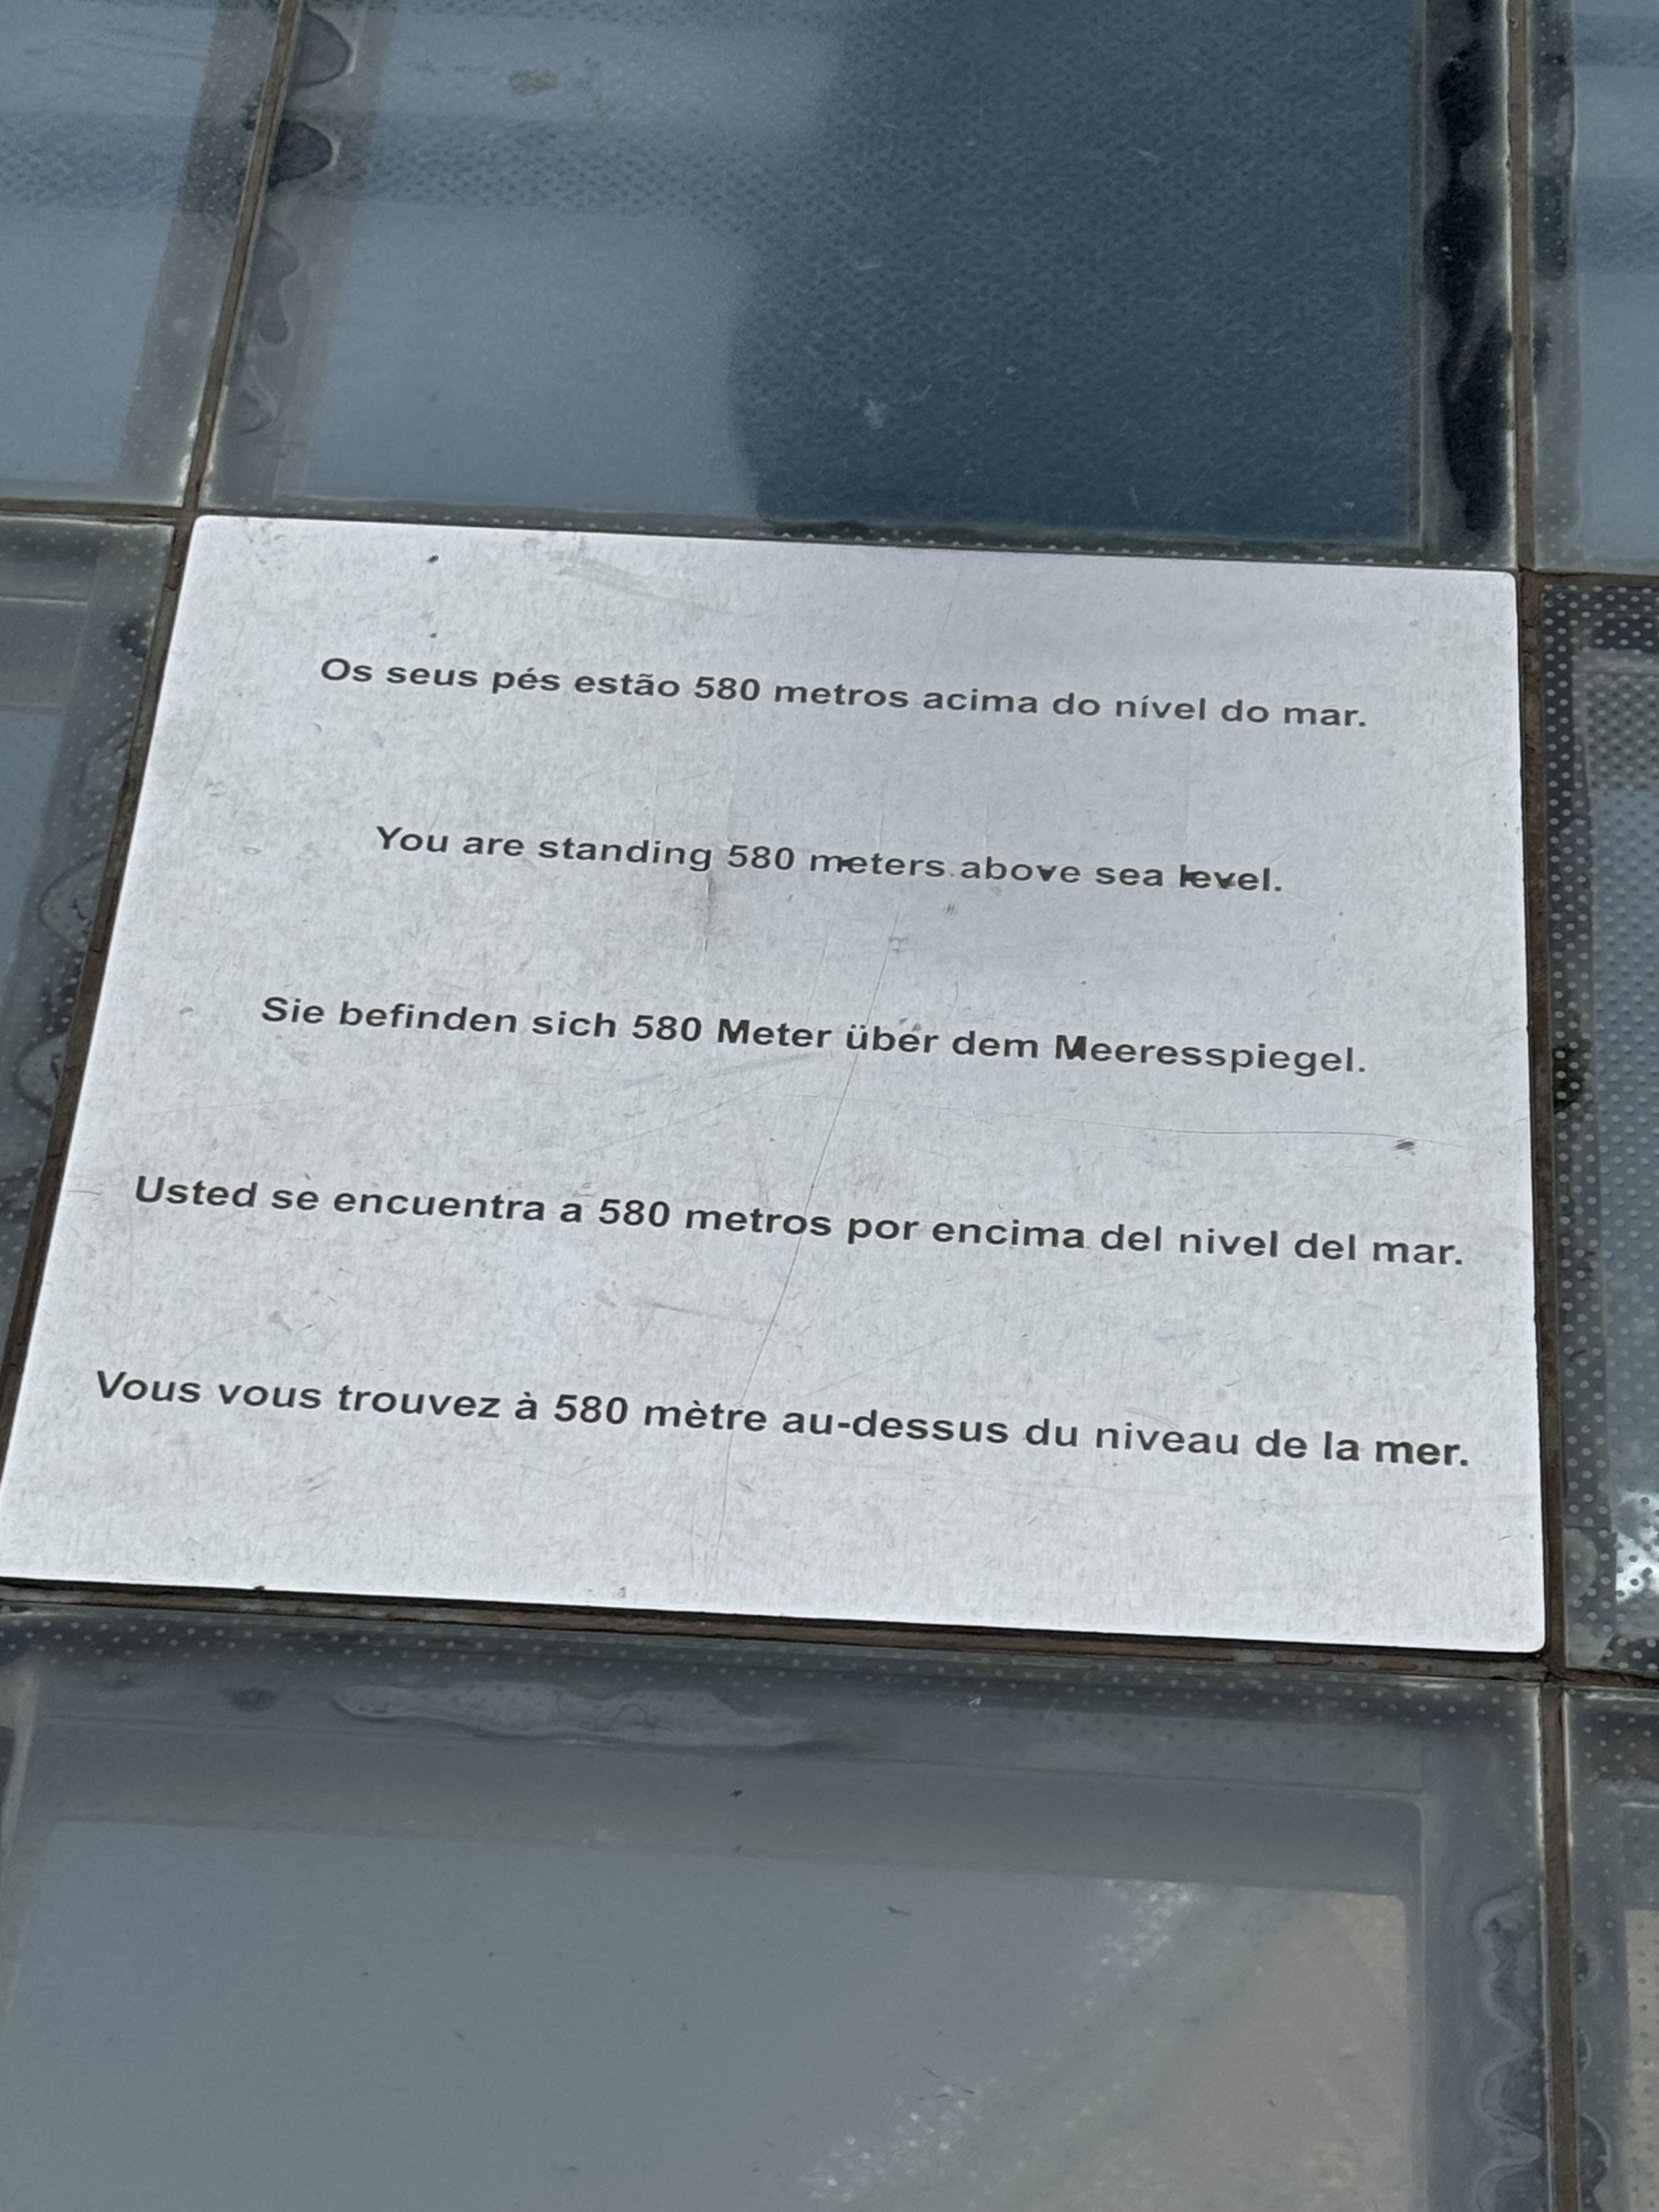 Os seus pés estão 580 metros acima do nível do mar.
You are standing 580 meters above sea level.
Sie befinden sich 580 Meter über dem Meeresspiegel.
Usted se encuentra a 580 metros por encima del nivel del mar.
Vous vous trouvez à 580 mètre au-dessus du niveau de la mer.